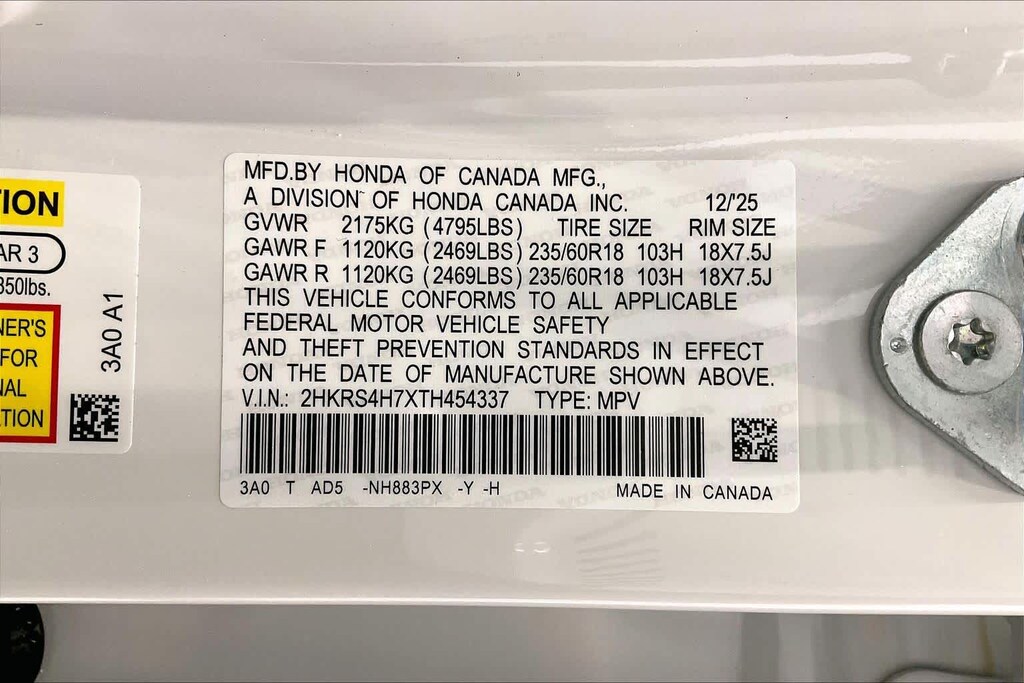 TION
AR 3
850lbs.
NER'S
FOR
NAL
TION
3A0 A1
MFD.BY HONDA OF CANADA MFG.,
A DIVISION OF HONDA CANADA INC. 12/'25
GVWR 2175KG (4795LBS) TIRE SIZE RIM SIZE
GAWR F 1120KG (2469LBS) 235/60R18 103H 18X7.5J
GAWR R 1120KG (2469LBS) 235/60R18 103H 18X7.5J
THIS VEHICLE CONFORMS TO ALL APPLICABLE
FEDERAL MOTOR VEHICLE SAFETY
AND THEFT PREVENTION STANDARDS IN EFFECT
ON THE DATE OF MANUFACTURE SHOWN ABOVE.
V.I.N.: 2HKRS4H7XTH454337 TYPE: MPV
3A0 T AD5 -NH883PX -Y -H MADE IN CANADA